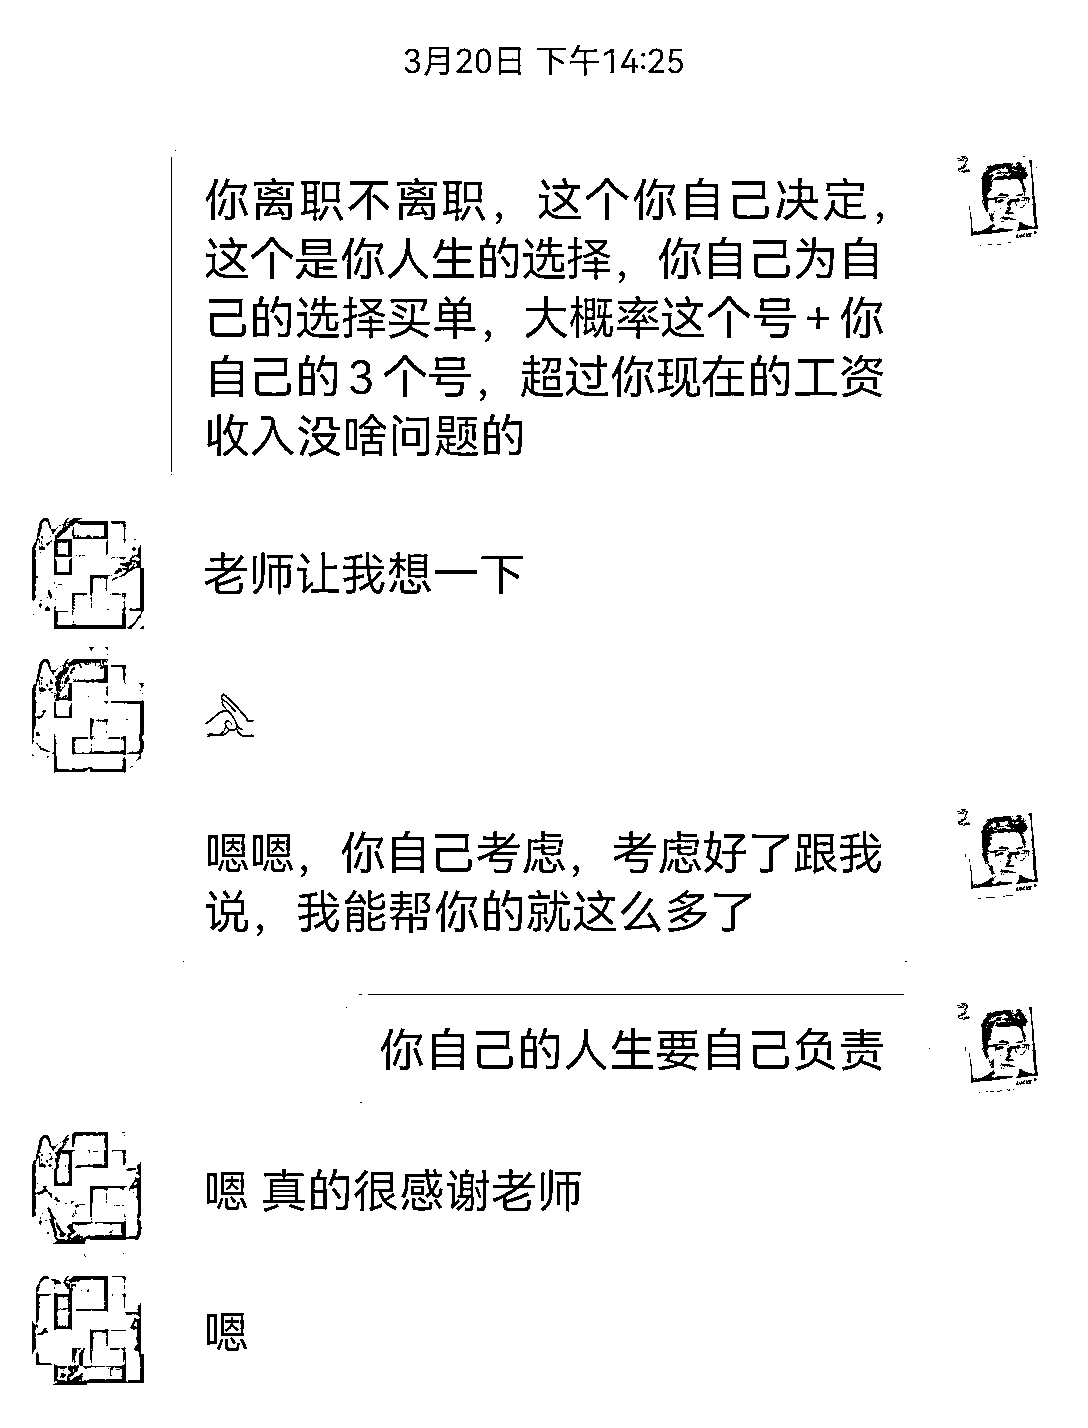 3月20日 下午14:25
你离职不离职，这个你自己决定，
这个是你人生的选择，你自己为自
己的选择买单，大概率这个号+你
自己的3个号，超过你现在的工资
收入没啥问题的
老师让我想一下
嗯嗯，你自己考虑，考虑好了跟我
说，我能帮你的就这么多了
你自己的人生要自己负责
嗯 真的很感谢老师
嗯